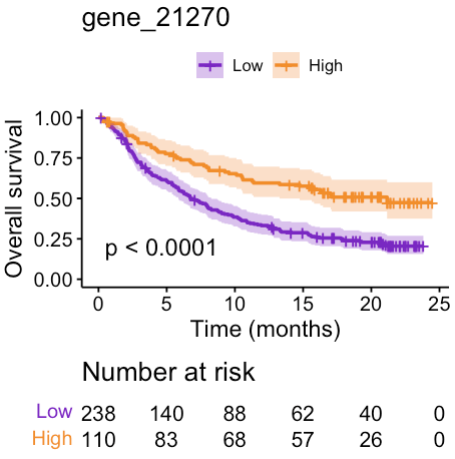 gene_21270
Low High
Overall survival
1.00
0.75
0.50
0.25
0.00
p < 0.0001
0 5 10 15 20 25
Time (months)
Number at risk
Low 238 140 88 62 40 0
High 110 83 68 57 26 0